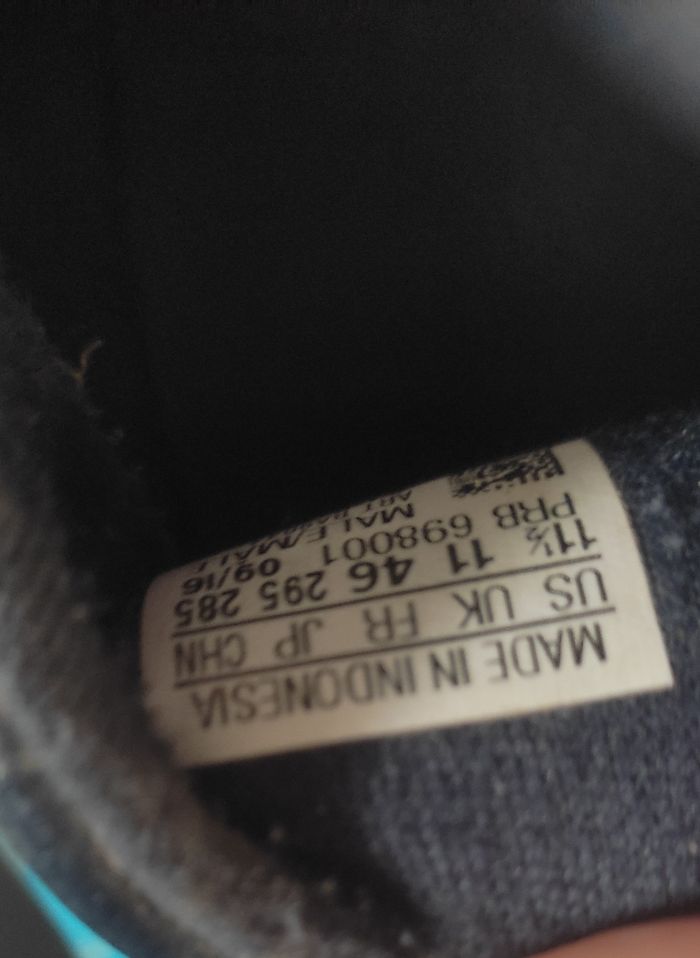 MADE IN INDONESIA
US UK FR JP CHN
11½ 11 46 295 285
PRB 698001 09/16
MALE/MALE